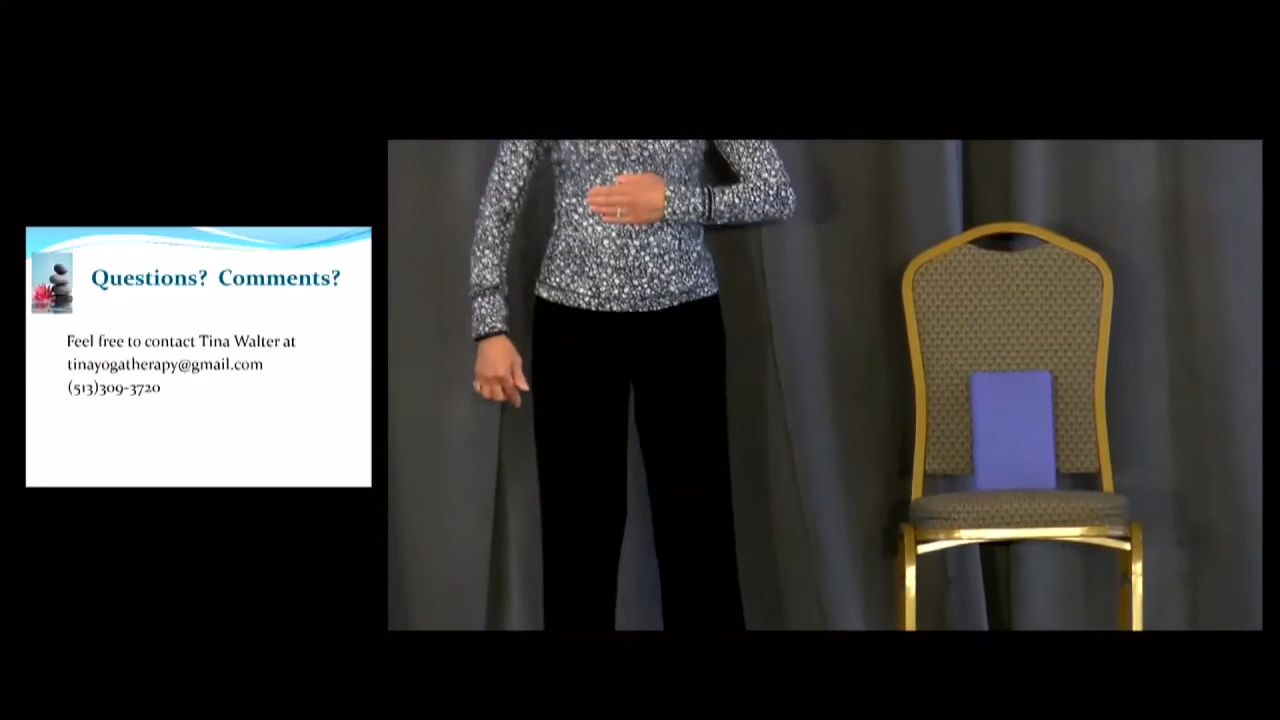 Questions? Comments?
Feel free to contact Tina Walter at
tinayogatherapy@gmail.com
(513)309-3720